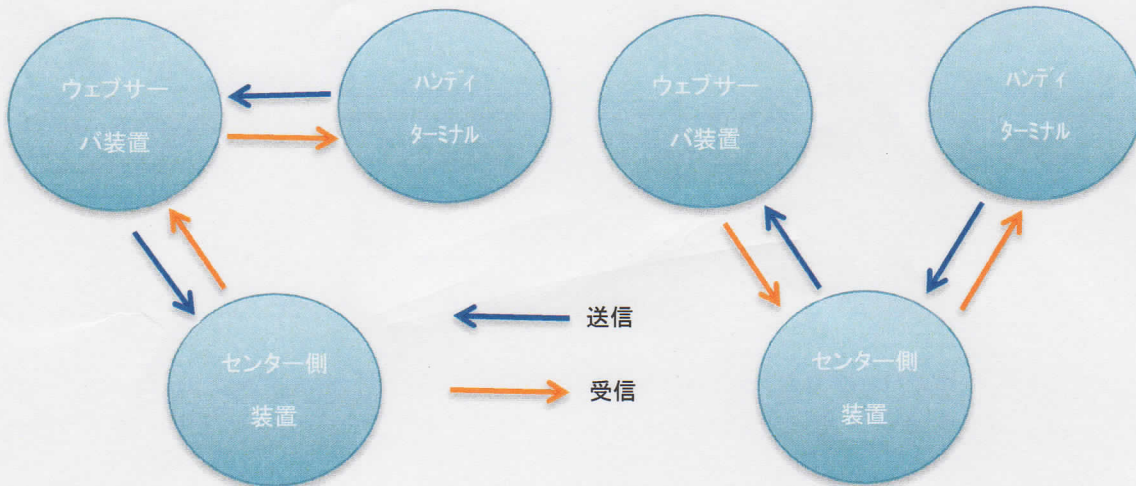 ウェブサー
バ装置
ハンディ
ターミナル
センター側
装置
送信
受信
ウェブサー
バ装置
ハンディ
ターミナル
センター側
装置